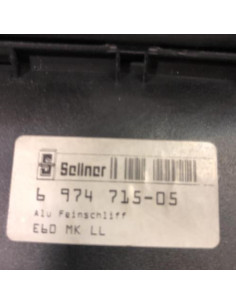 Sellner
6 974 715-05
Alu Feinschliff
E60 MK LL